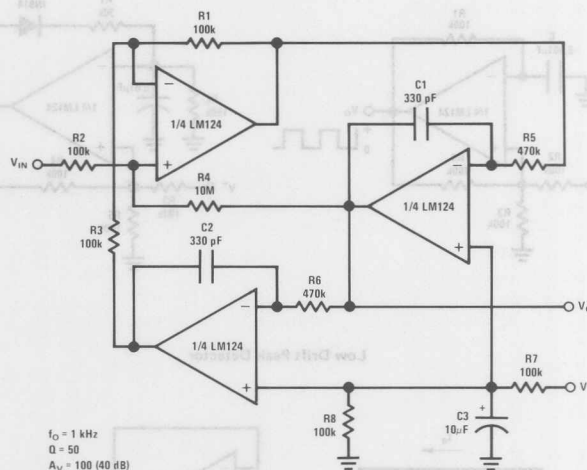 R1
100k
C1
330 pF
−
1/4 LM124
+
R2
100k
VIN
R5
470k
R4
10M
−
1/4 LM124
+
R3
100k
C2
330 pF
R6
470k
−
1/4 LM124
+
V
R7
100k
V
R8
100k
+
C3
10µF
fO = 1 kHz
Q = 50
AV = 100 (40 dB)
Low Drift Peak Detector